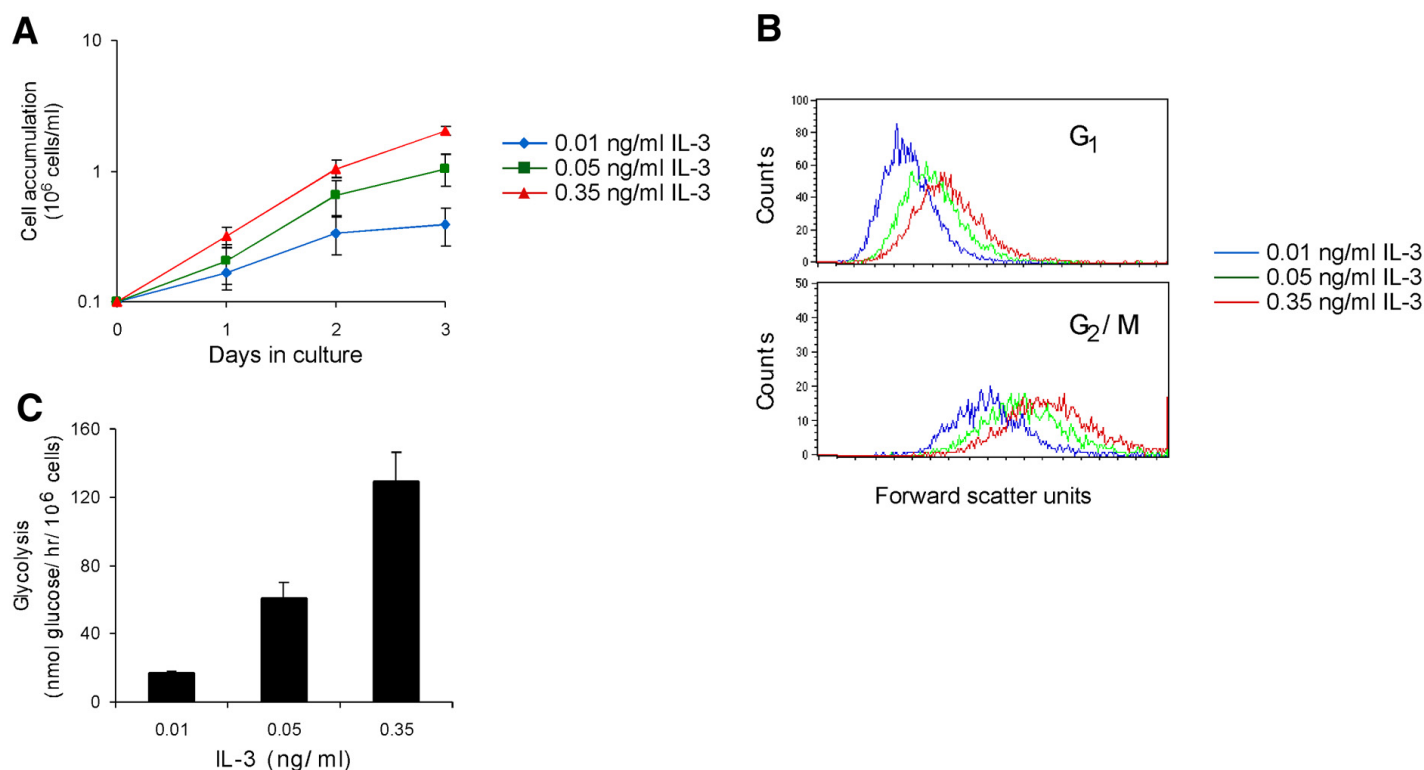 A
10
1
0.1
Cell accumulation
(10⁶ cells/ml)
0 1 2 3
Days in culture
0.01 ng/ml IL-3
0.05 ng/ml IL-3
0.35 ng/ml IL-3
B
100
80
60
40
20
0
Counts
G₁
50
40
30
20
10
0
Counts
G₂/ M
Forward scatter units
0.01 ng/ml IL-3
0.05 ng/ml IL-3
0.35 ng/ml IL-3
C
160
120
80
40
0
Glycolysis
(nmol glucose/ hr/ 10⁶ cells)
0.01 0.05 0.35
IL-3 (ng/ ml)